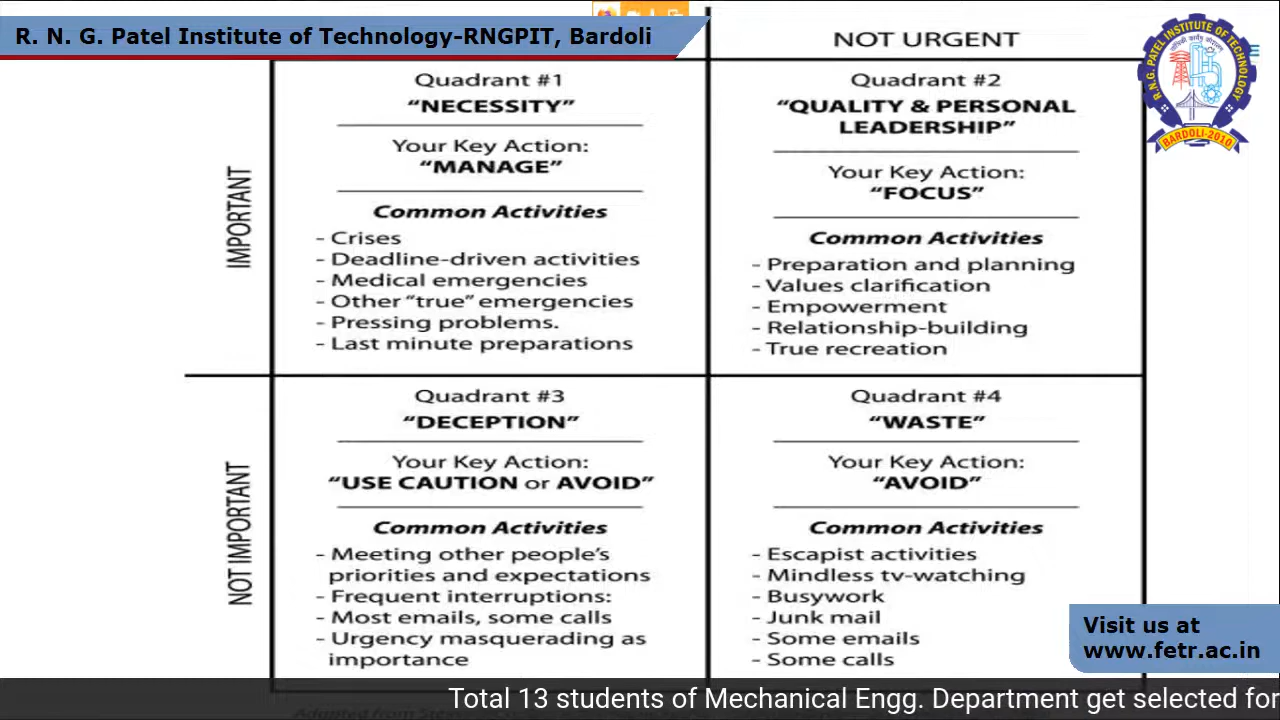 R. N. G. Patel Institute of Technology-RNGPIT, Bardoli
NOT URGENT
R. N. G. PATEL INSTITUTE OF TECHNOLOGY
BARDOLI-2010
IMPORTANT
Quadrant #1
“NECESSITY”
Your Key Action:
“MANAGE”
Common Activities
- Crises
- Deadline-driven activities
- Medical emergencies
- Other “true” emergencies
- Pressing problems.
- Last minute preparations
Quadrant #2
“QUALITY & PERSONAL
LEADERSHIP”
Your Key Action:
“FOCUS”
Common Activities
- Preparation and planning
- Values clarification
- Empowerment
- Relationship-building
- True recreation
NOT IMPORTANT
Quadrant #3
“DECEPTION”
Your Key Action:
“USE CAUTION or AVOID”
Common Activities
- Meeting other people’s
priorities and expectations
- Frequent interruptions:
- Most emails, some calls
- Urgency masquerading as
importance
Quadrant #4
“WASTE”
Your Key Action:
“AVOID”
Common Activities
- Escapist activities
- Mindless tv-watching
- Busywork
- Junk mail
- Some emails
- Some calls
Visit us at
www.fetr.ac.in
Total 13 students of Mechanical Engg. Department get selected for